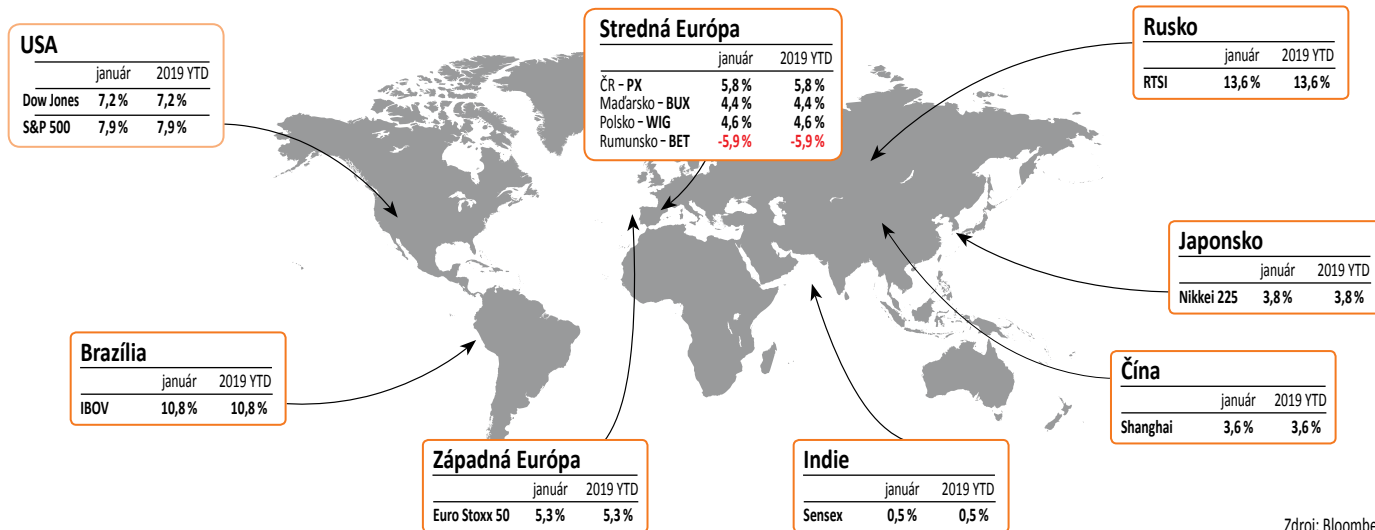 USA
január 2019 YTD
Dow Jones 7,2 % 7,2 %
S&P 500 7,9 % 7,9 %
Stredná Európa
január 2019 YTD
ČR – PX 5,8 % 5,8 %
Maďarsko – BUX 4,4 % 4,4 %
Polsko – WIG 4,6 % 4,6 %
Rumunsko – BET -5,9 % -5,9 %
Rusko
január 2019 YTD
RTSI 13,6 % 13,6 %
Japonsko
január 2019 YTD
Nikkei 225 3,8 % 3,8 %
Brazília
január 2019 YTD
IBOV 10,8 % 10,8 %
Čína
január 2019 YTD
Shanghai 3,6 % 3,6 %
Západná Európa
január 2019 YTD
Euro Stoxx 50 5,3 % 5,3 %
Indie
január 2019 YTD
Sensex 0,5 % 0,5 %
Zdroj: Bloombe